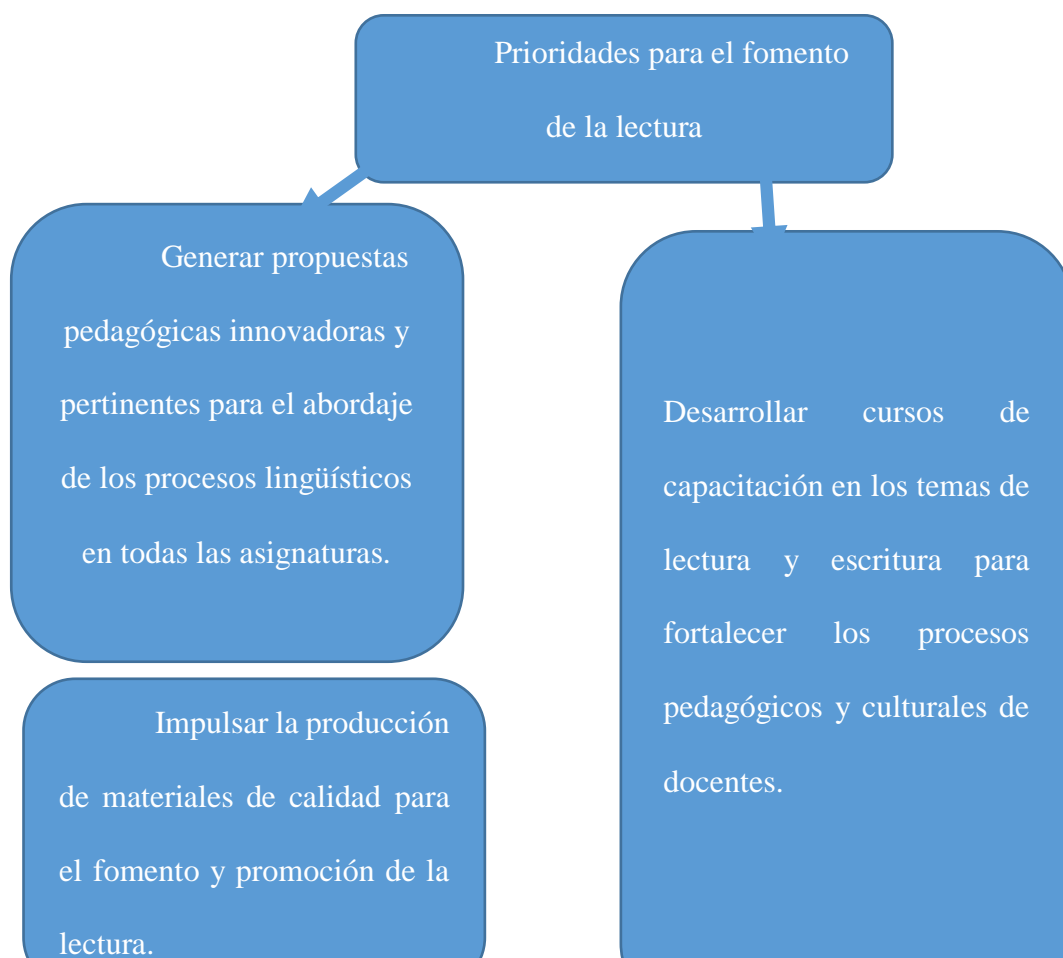 Prioridades para el fomento
de la lectura
Generar propuestas
pedagógicas innovadoras y
pertinentes para el abordaje
de los procesos lingüísticos
en todas las asignaturas.
Impulsar la producción
de materiales de calidad para
el fomento y promoción de la
lectura.
Desarrollar cursos de
capacitación en los temas de
lectura y escritura para
fortalecer los procesos
pedagógicos y culturales de
docentes.